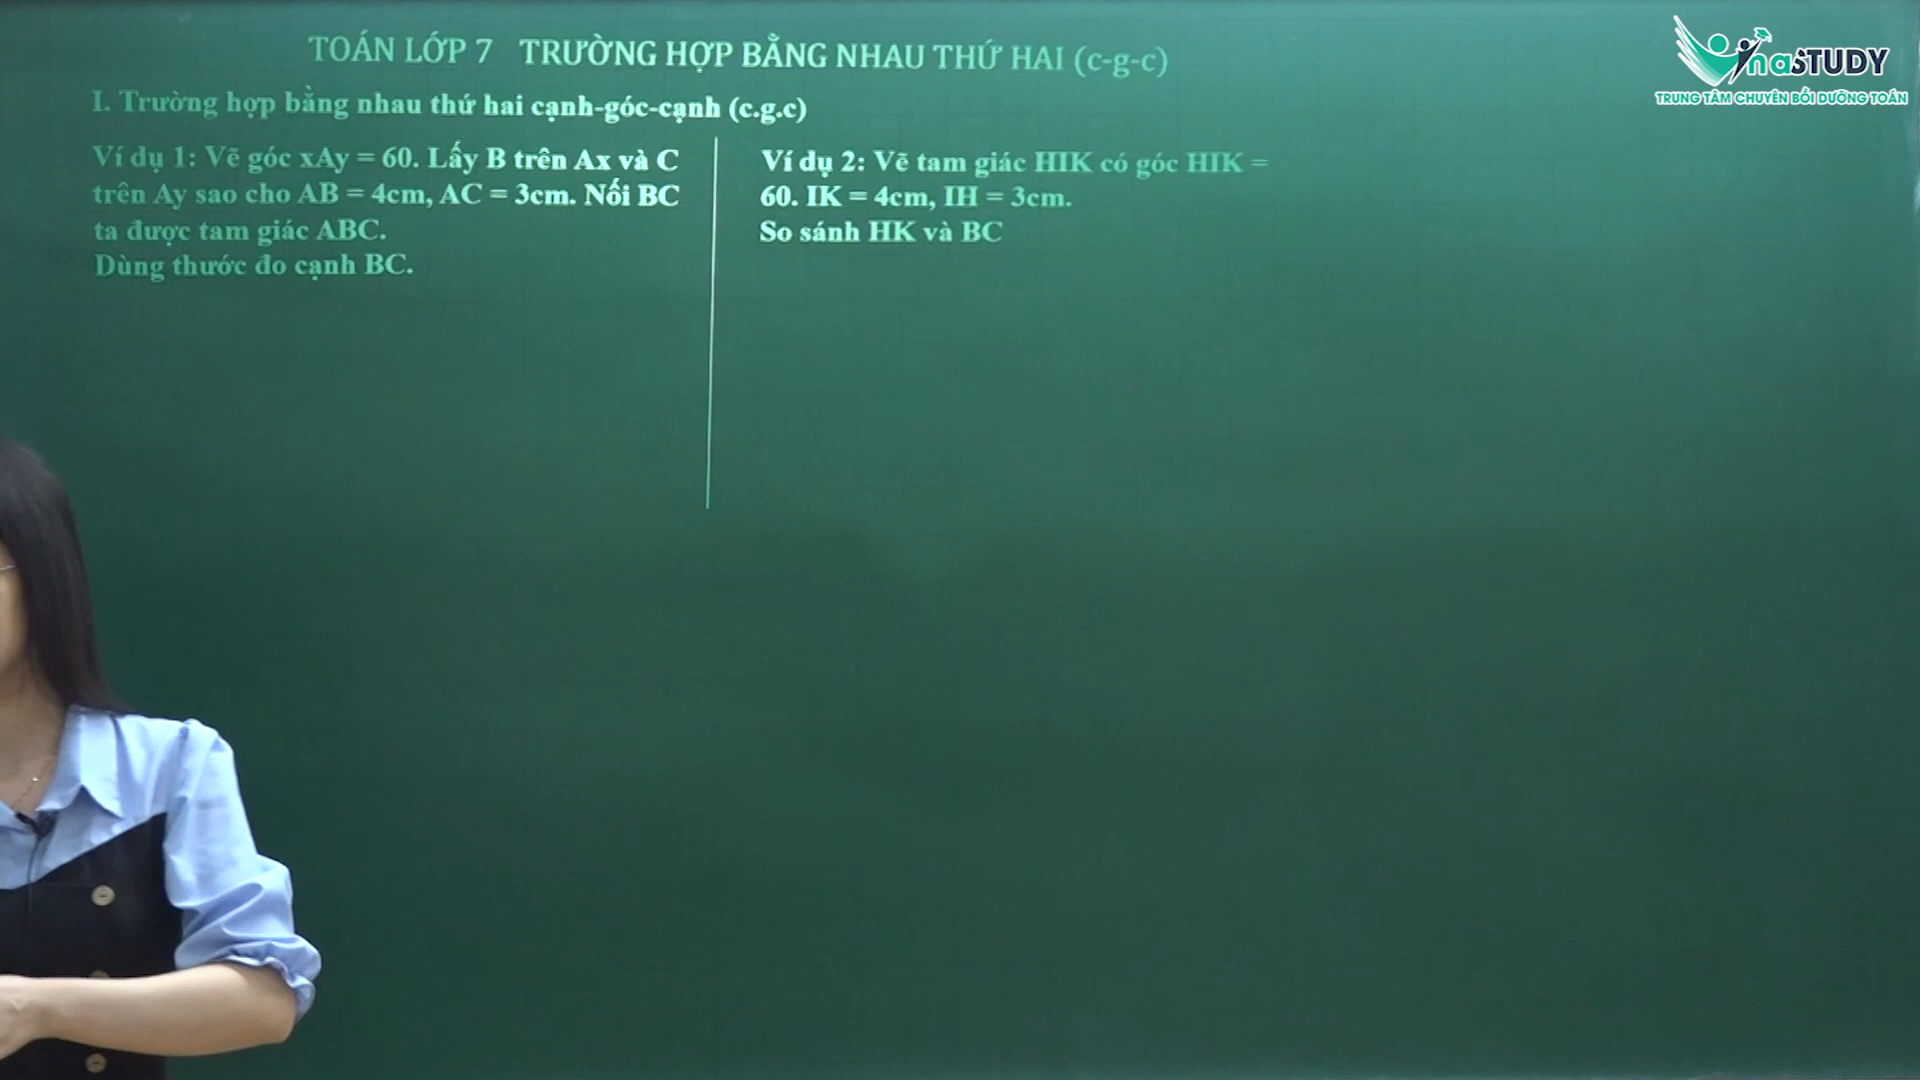 TOÁN LỚP 7 TRƯỜNG HỢP BẰNG NHAU THỨ HAI (c-g-c)
I. Trường hợp bằng nhau thứ hai cạnh-góc-cạnh (c.g.c)
Ví dụ 1: Vẽ góc xAy = 60. Lấy B trên Ax và C
trên Ay sao cho AB = 4cm, AC = 3cm. Nối BC
ta được tam giác ABC.
Dùng thước đo cạnh BC.
Ví dụ 2: Vẽ tam giác HIK có góc HIK =
60. IK = 4cm, IH = 3cm.
So sánh HK và BC
VinaSTUDY
TRUNG TÂM CHUYÊN BỒI DƯỠNG TOÁN